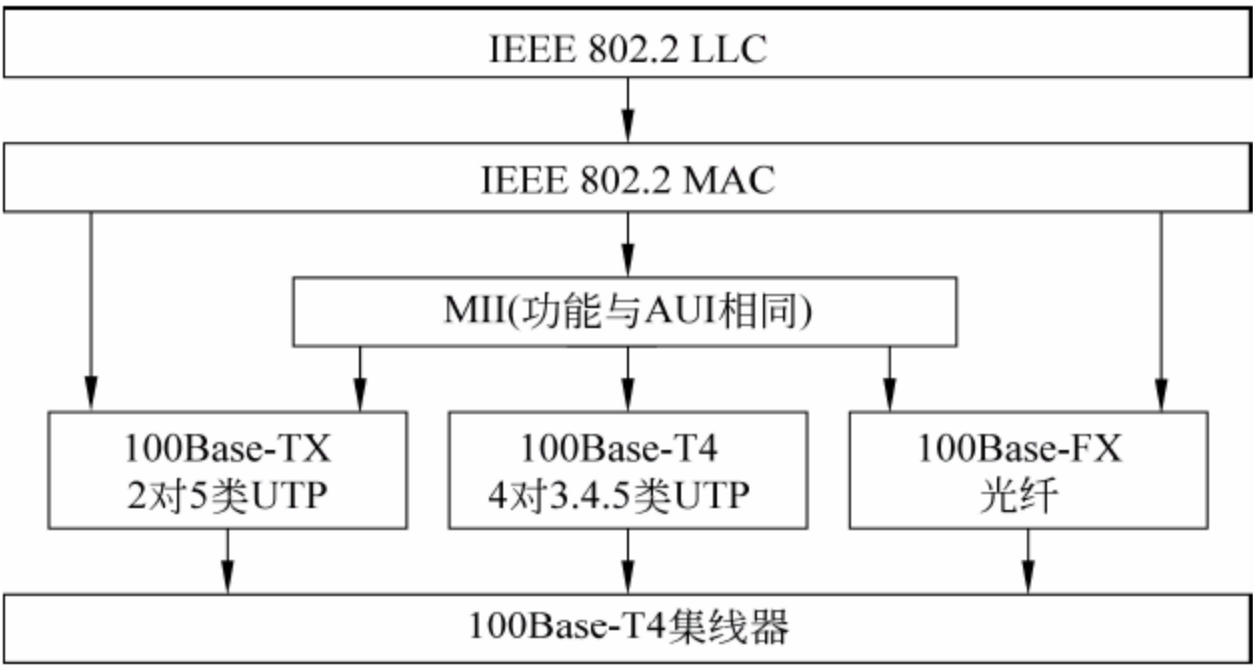 IEEE 802.2 LLC
IEEE 802.2 MAC
MII(功能与AUI相同)
100Base-TX
2对5类UTP
100Base-T4
4对3.4.5类UTP
100Base-FX
光纤
100Base-T4集线器